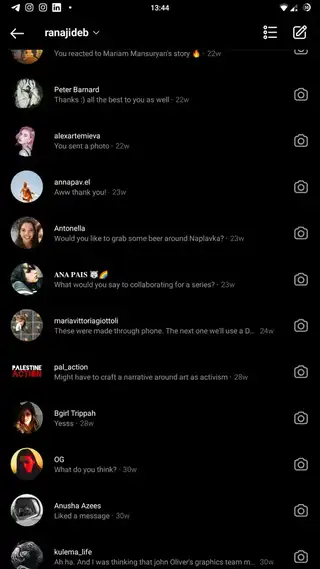 13:44
ranajideb
You reacted to Mariam Mansuryan's story 🔥 · 22w
Peter Barnard
Thanks :) all the best to you as well · 22w
alexartemieva
You sent a photo · 22w
annapav.el
Aww thank you! · 23w
Antonella
Would you like to grab some beer around Naplavka? · 23w
𝐀𝐍𝐀 𝐏𝐀𝐈𝐒 🐺🌈
What would you say to collaborating for a series? · 23w
mariavittoriagiottoli
These were made through phone. The next one we'll use a D... · 24w
PALESTINE
ACTION
pal_action
Might have to craft a narrative around art as activism · 28w
Bgirl Trippah
Yesss · 28w
OG
What do you think? · 30w
Anusha Azees
Liked a message · 30w
kulema_life
Ah ha. And I was thinking that john Oliver's graphics team m... · 30w